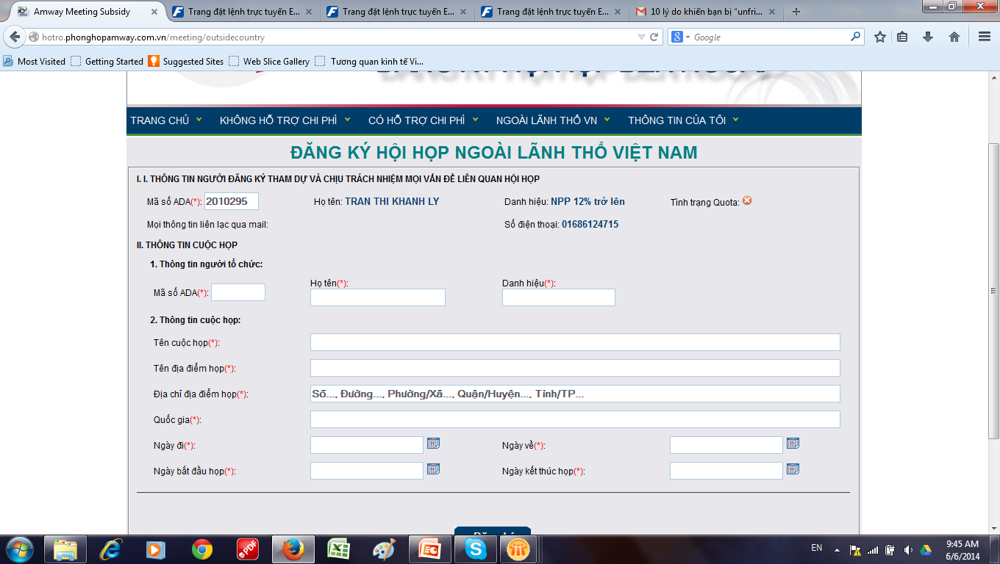 Amway Meeting Subsidy
Trang đặt lệnh trực tuyến E...
Trang đặt lệnh trực tuyến E...
Trang đặt lệnh trực tuyến E...
10 lý do khiến bạn bị “unfri...
hotro.phonghopamway.com.vn/meeting/outsidecountry
Google
Most Visited Getting Started Suggested Sites Web Slice Gallery Tương quan kinh tế Vi...
TRANG CHỦ KHÔNG HỖ TRỢ CHI PHÍ CÓ HỖ TRỢ CHI PHÍ NGOÀI LÃNH THỔ VN THÔNG TIN CỦA TÔI
ĐĂNG KÝ HỘI HỌP NGOÀI LÃNH THỔ VIỆT NAM
I. I. THÔNG TIN NGƯỜI ĐĂNG KÝ THAM DỰ VÀ CHỊU TRÁCH NHIỆM MỌI VẤN ĐỀ LIÊN QUAN HỘI HỌP
Mã số ADA(*): 2010295 Họ tên: TRAN THI KHANH LY Danh hiệu: NPP 12% trở lên Tình trạng Quota:
Mọi thông tin liên lạc qua mail: Số điện thoại: 01686124715
II. THÔNG TIN CUỘC HỌP
1. Thông tin người tổ chức:
Mã số ADA(*): Họ tên(*): Danh hiệu(*):
2. Thông tin cuộc họp:
Tên cuộc họp(*):
Tên địa điểm họp(*):
Địa chỉ địa điểm họp(*): Số..., Đường..., Phường/Xã..., Quận/Huyện..., Tỉnh/TP...
Quốc gia(*):
Ngày đi(*): Ngày về(*):
Ngày bắt đầu họp(*): Ngày kết thúc họp(*):
EN
9:45 AM
6/6/2014